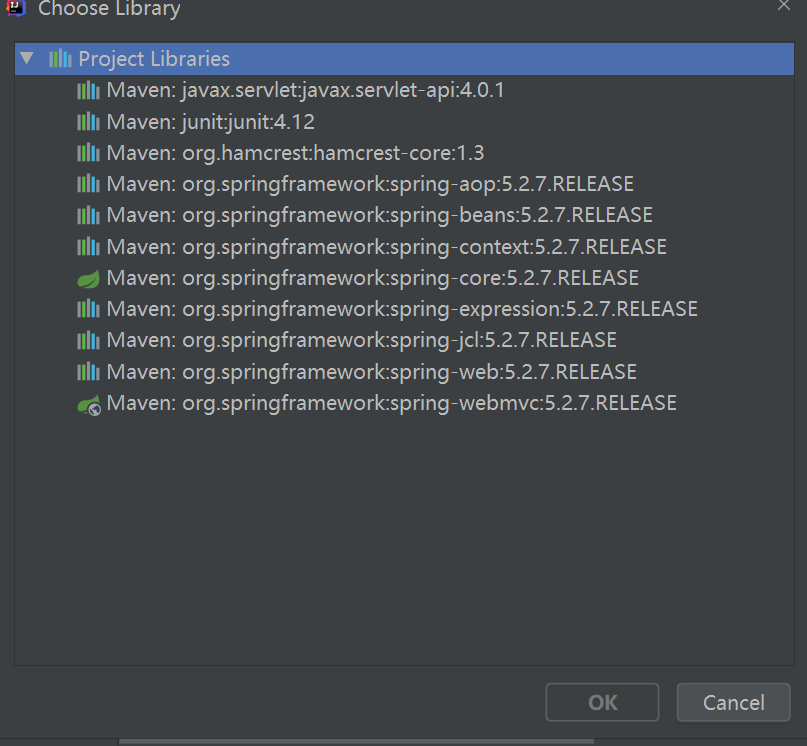 Choose Library
Project Libraries
Maven: javax.servlet:javax.servlet-api:4.0.1
Maven: junit:junit:4.12
Maven: org.hamcrest:hamcrest-core:1.3
Maven: org.springframework:spring-aop:5.2.7.RELEASE
Maven: org.springframework:spring-beans:5.2.7.RELEASE
Maven: org.springframework:spring-context:5.2.7.RELEASE
Maven: org.springframework:spring-core:5.2.7.RELEASE
Maven: org.springframework:spring-expression:5.2.7.RELEASE
Maven: org.springframework:spring-jcl:5.2.7.RELEASE
Maven: org.springframework:spring-web:5.2.7.RELEASE
Maven: org.springframework:spring-webmvc:5.2.7.RELEASE
OK Cancel